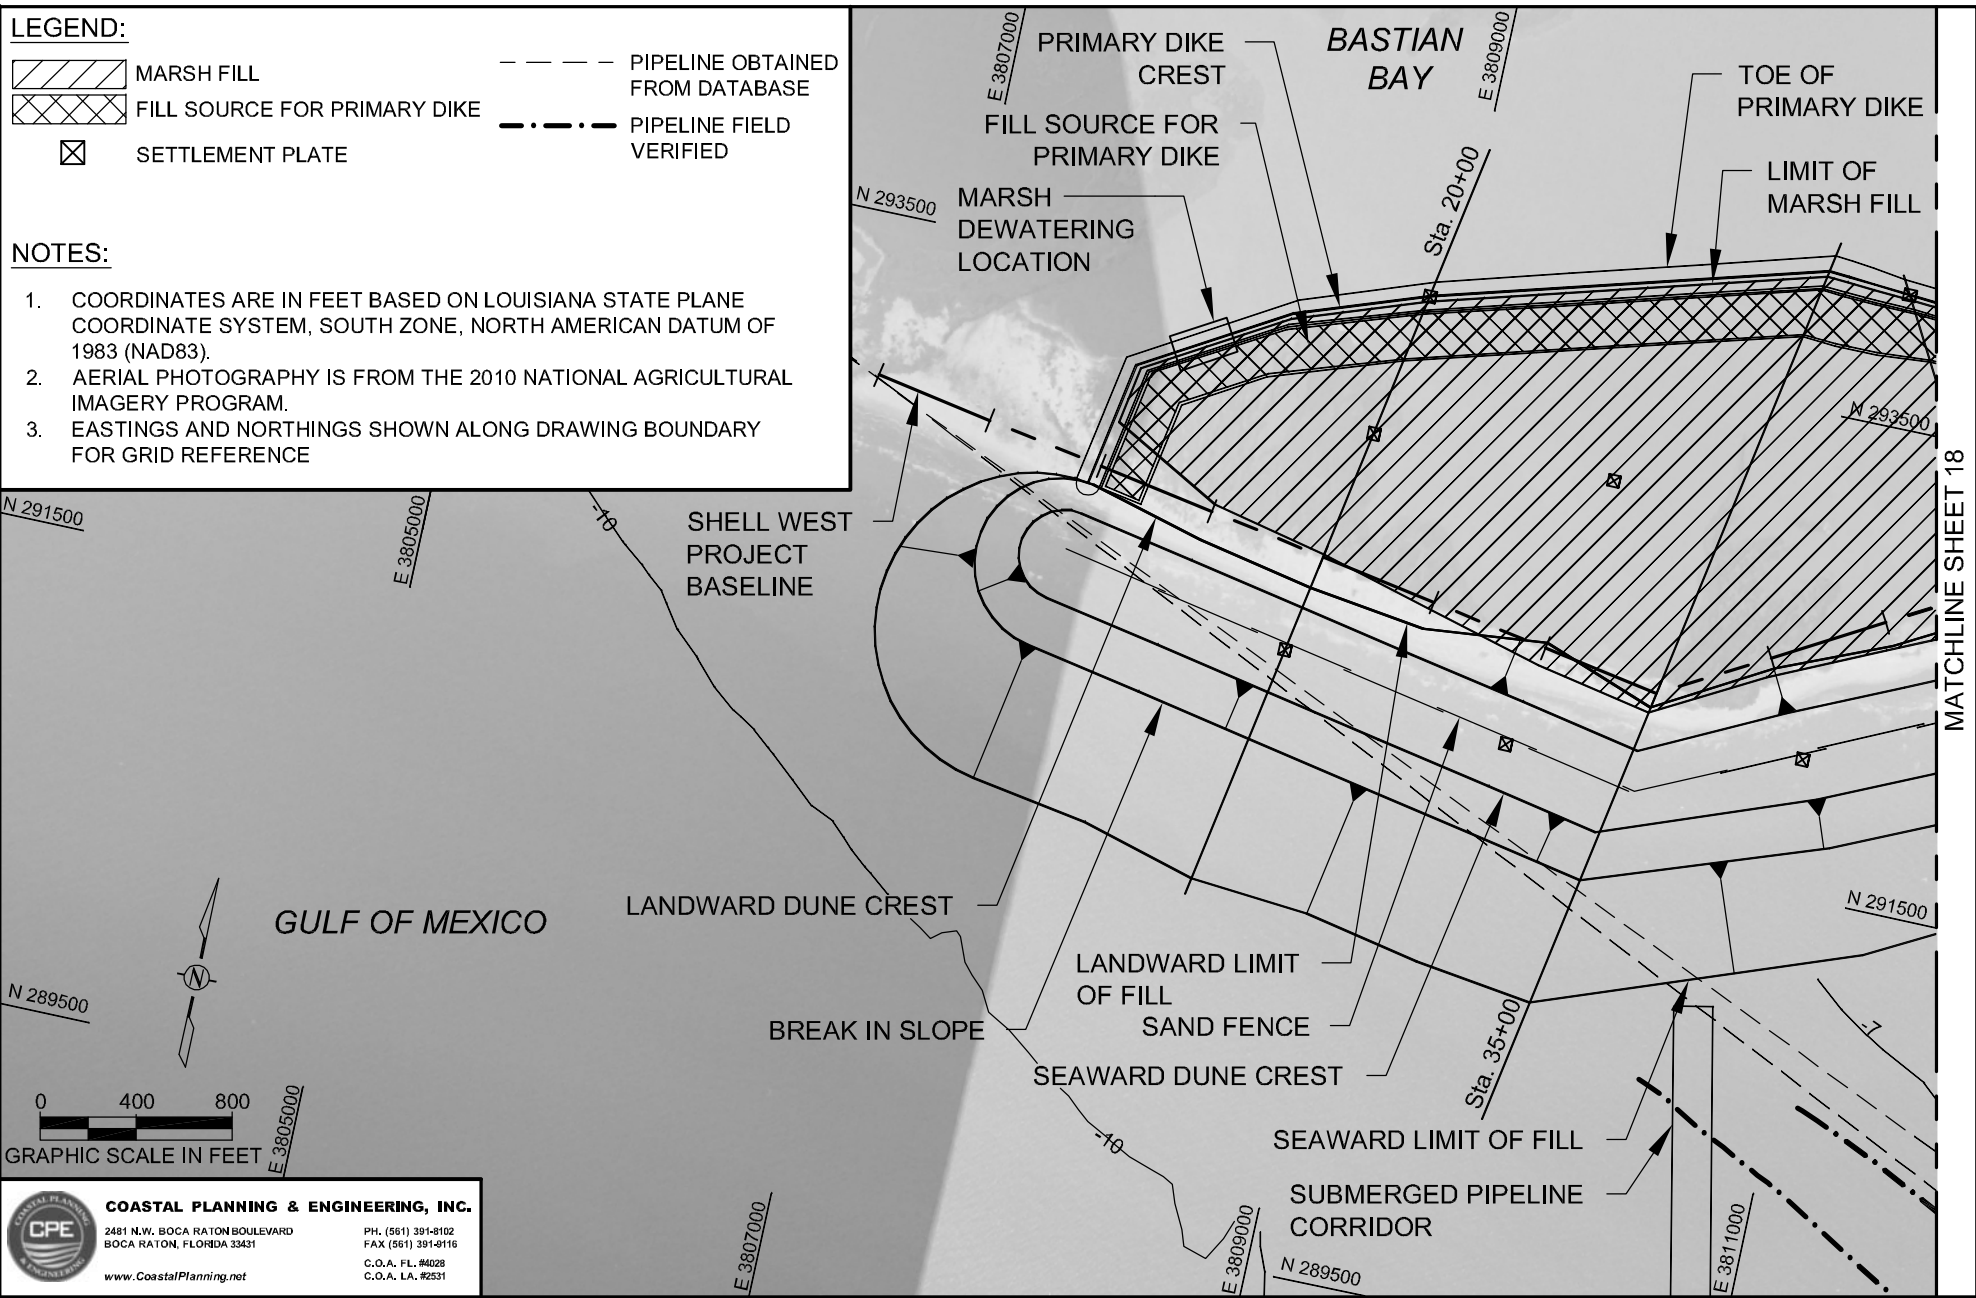 LEGEND:
MARSH FILL
FILL SOURCE FOR PRIMARY DIKE
SETTLEMENT PLATE
PIPELINE OBTAINED
FROM DATABASE
PIPELINE FIELD
VERIFIED
NOTES:
1. COORDINATES ARE IN FEET BASED ON LOUISIANA STATE PLANE
COORDINATE SYSTEM, SOUTH ZONE, NORTH AMERICAN DATUM OF
1983 (NAD83).
2. AERIAL PHOTOGRAPHY IS FROM THE 2010 NATIONAL AGRICULTURAL
IMAGERY PROGRAM.
3. EASTINGS AND NORTHINGS SHOWN ALONG DRAWING BOUNDARY
FOR GRID REFERENCE
E 3807000
PRIMARY DIKE
CREST
BASTIAN
BAY
E 3809000
TOE OF
PRIMARY DIKE
FILL SOURCE FOR
PRIMARY DIKE
LIMIT OF
MARSH FILL
N 293500
MARSH
DEWATERING
LOCATION
Sta. 20+00
N 293500
MATCHLINE SHEET 18
N 291500
E 3805000
-10
SHELL WEST
PROJECT
BASELINE
LANDWARD DUNE CREST
GULF OF MEXICO
N 291500
LANDWARD LIMIT
OF FILL
BREAK IN SLOPE
SAND FENCE
SEAWARD DUNE CREST
Sta. 35+00
-7
N 289500
N
0 400 800
GRAPHIC SCALE IN FEET
E 3805000
-10
SEAWARD LIMIT OF FILL
SUBMERGED PIPELINE
CORRIDOR
E 3807000
E 3809000
N 289500
E 3811000
COASTAL PLANNING
CPE
& ENGINEERING
COASTAL PLANNING & ENGINEERING, INC.
2481 N.W. BOCA RATON BOULEVARD
BOCA RATON, FLORIDA 33431
www.CoastalPlanning.net
PH. (561) 391-8102
FAX (561) 391-9116
C.O.A. FL. #4028
C.O.A. LA. #2531